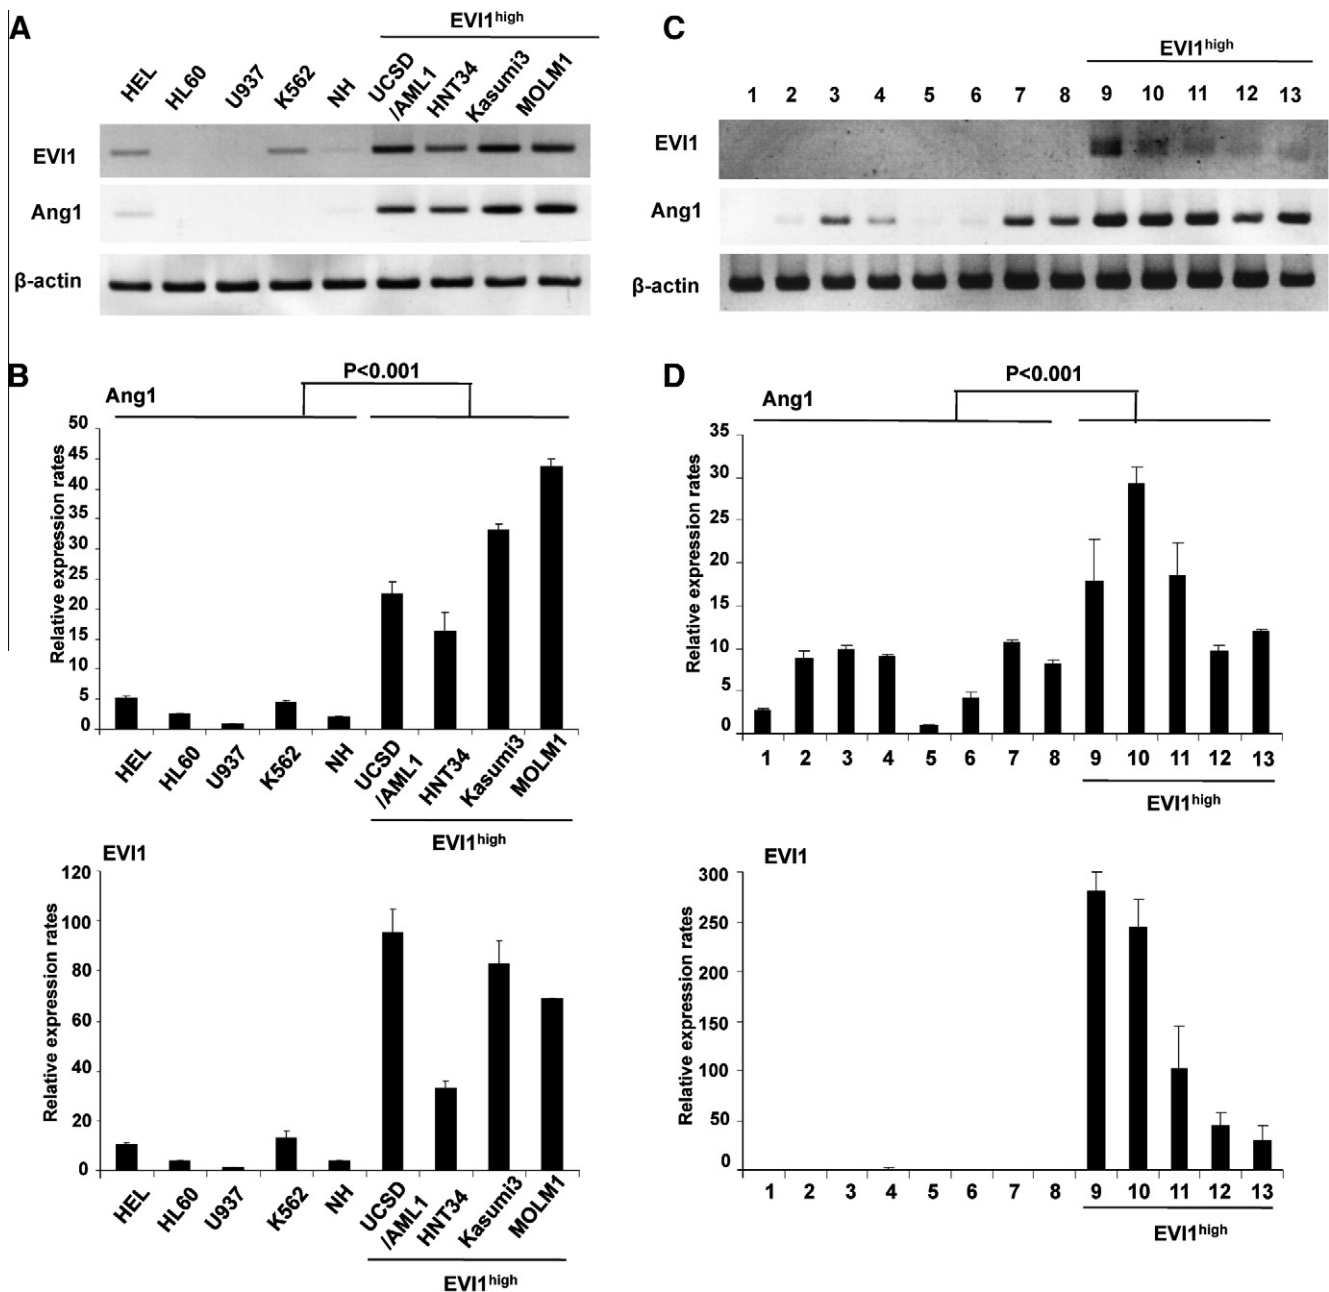 A
EVI1high
HEL HL60 U937 K562 NH UCSD /AML1 HNT34 Kasumi3 MOLM1
EVI1
Ang1
β-actin
B
Ang1
P<0.001
Relative expression rates
50
45
40
35
30
25
20
15
10
5
0
HEL HL60 U937 K562 NH UCSD /AML1 HNT34 Kasumi3 MOLM1
EVI1high
EVI1
Relative expression rates
120
100
80
60
40
20
0
HEL HL60 U937 K562 NH UCSD /AML1 HNT34 Kasumi3 MOLM1
EVI1high
C
EVI1high
1 2 3 4 5 6 7 8 9 10 11 12 13
EVI1
Ang1
β-actin
D
Ang1
P<0.001
Relative expression rates
35
30
25
20
15
10
5
0
1 2 3 4 5 6 7 8 9 10 11 12 13
EVI1high
EVI1
Relative expression rates
300
250
200
150
100
50
0
1 2 3 4 5 6 7 8 9 10 11 12 13
EVI1high